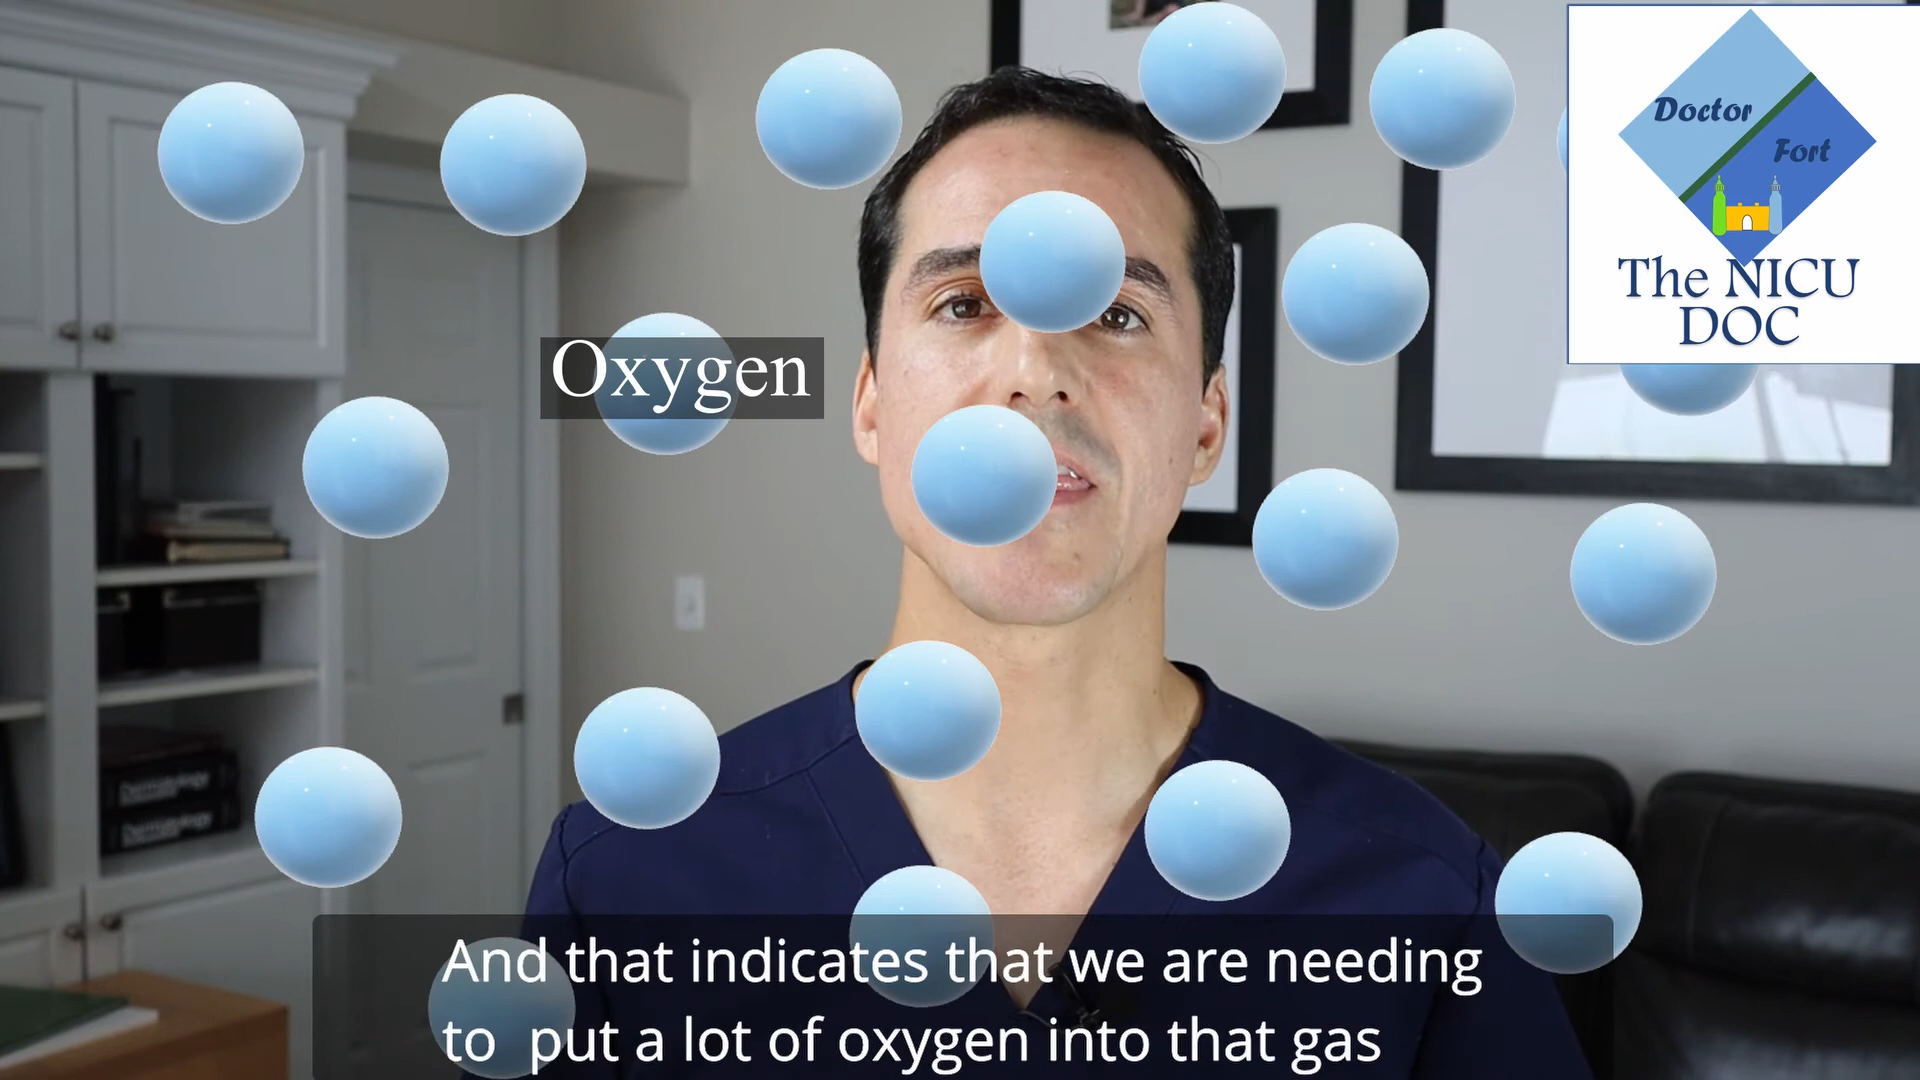 Doctor
Fort
The NICU
DOC
Oxygen
And that indicates that we are needing
to put a lot of oxygen into that gas